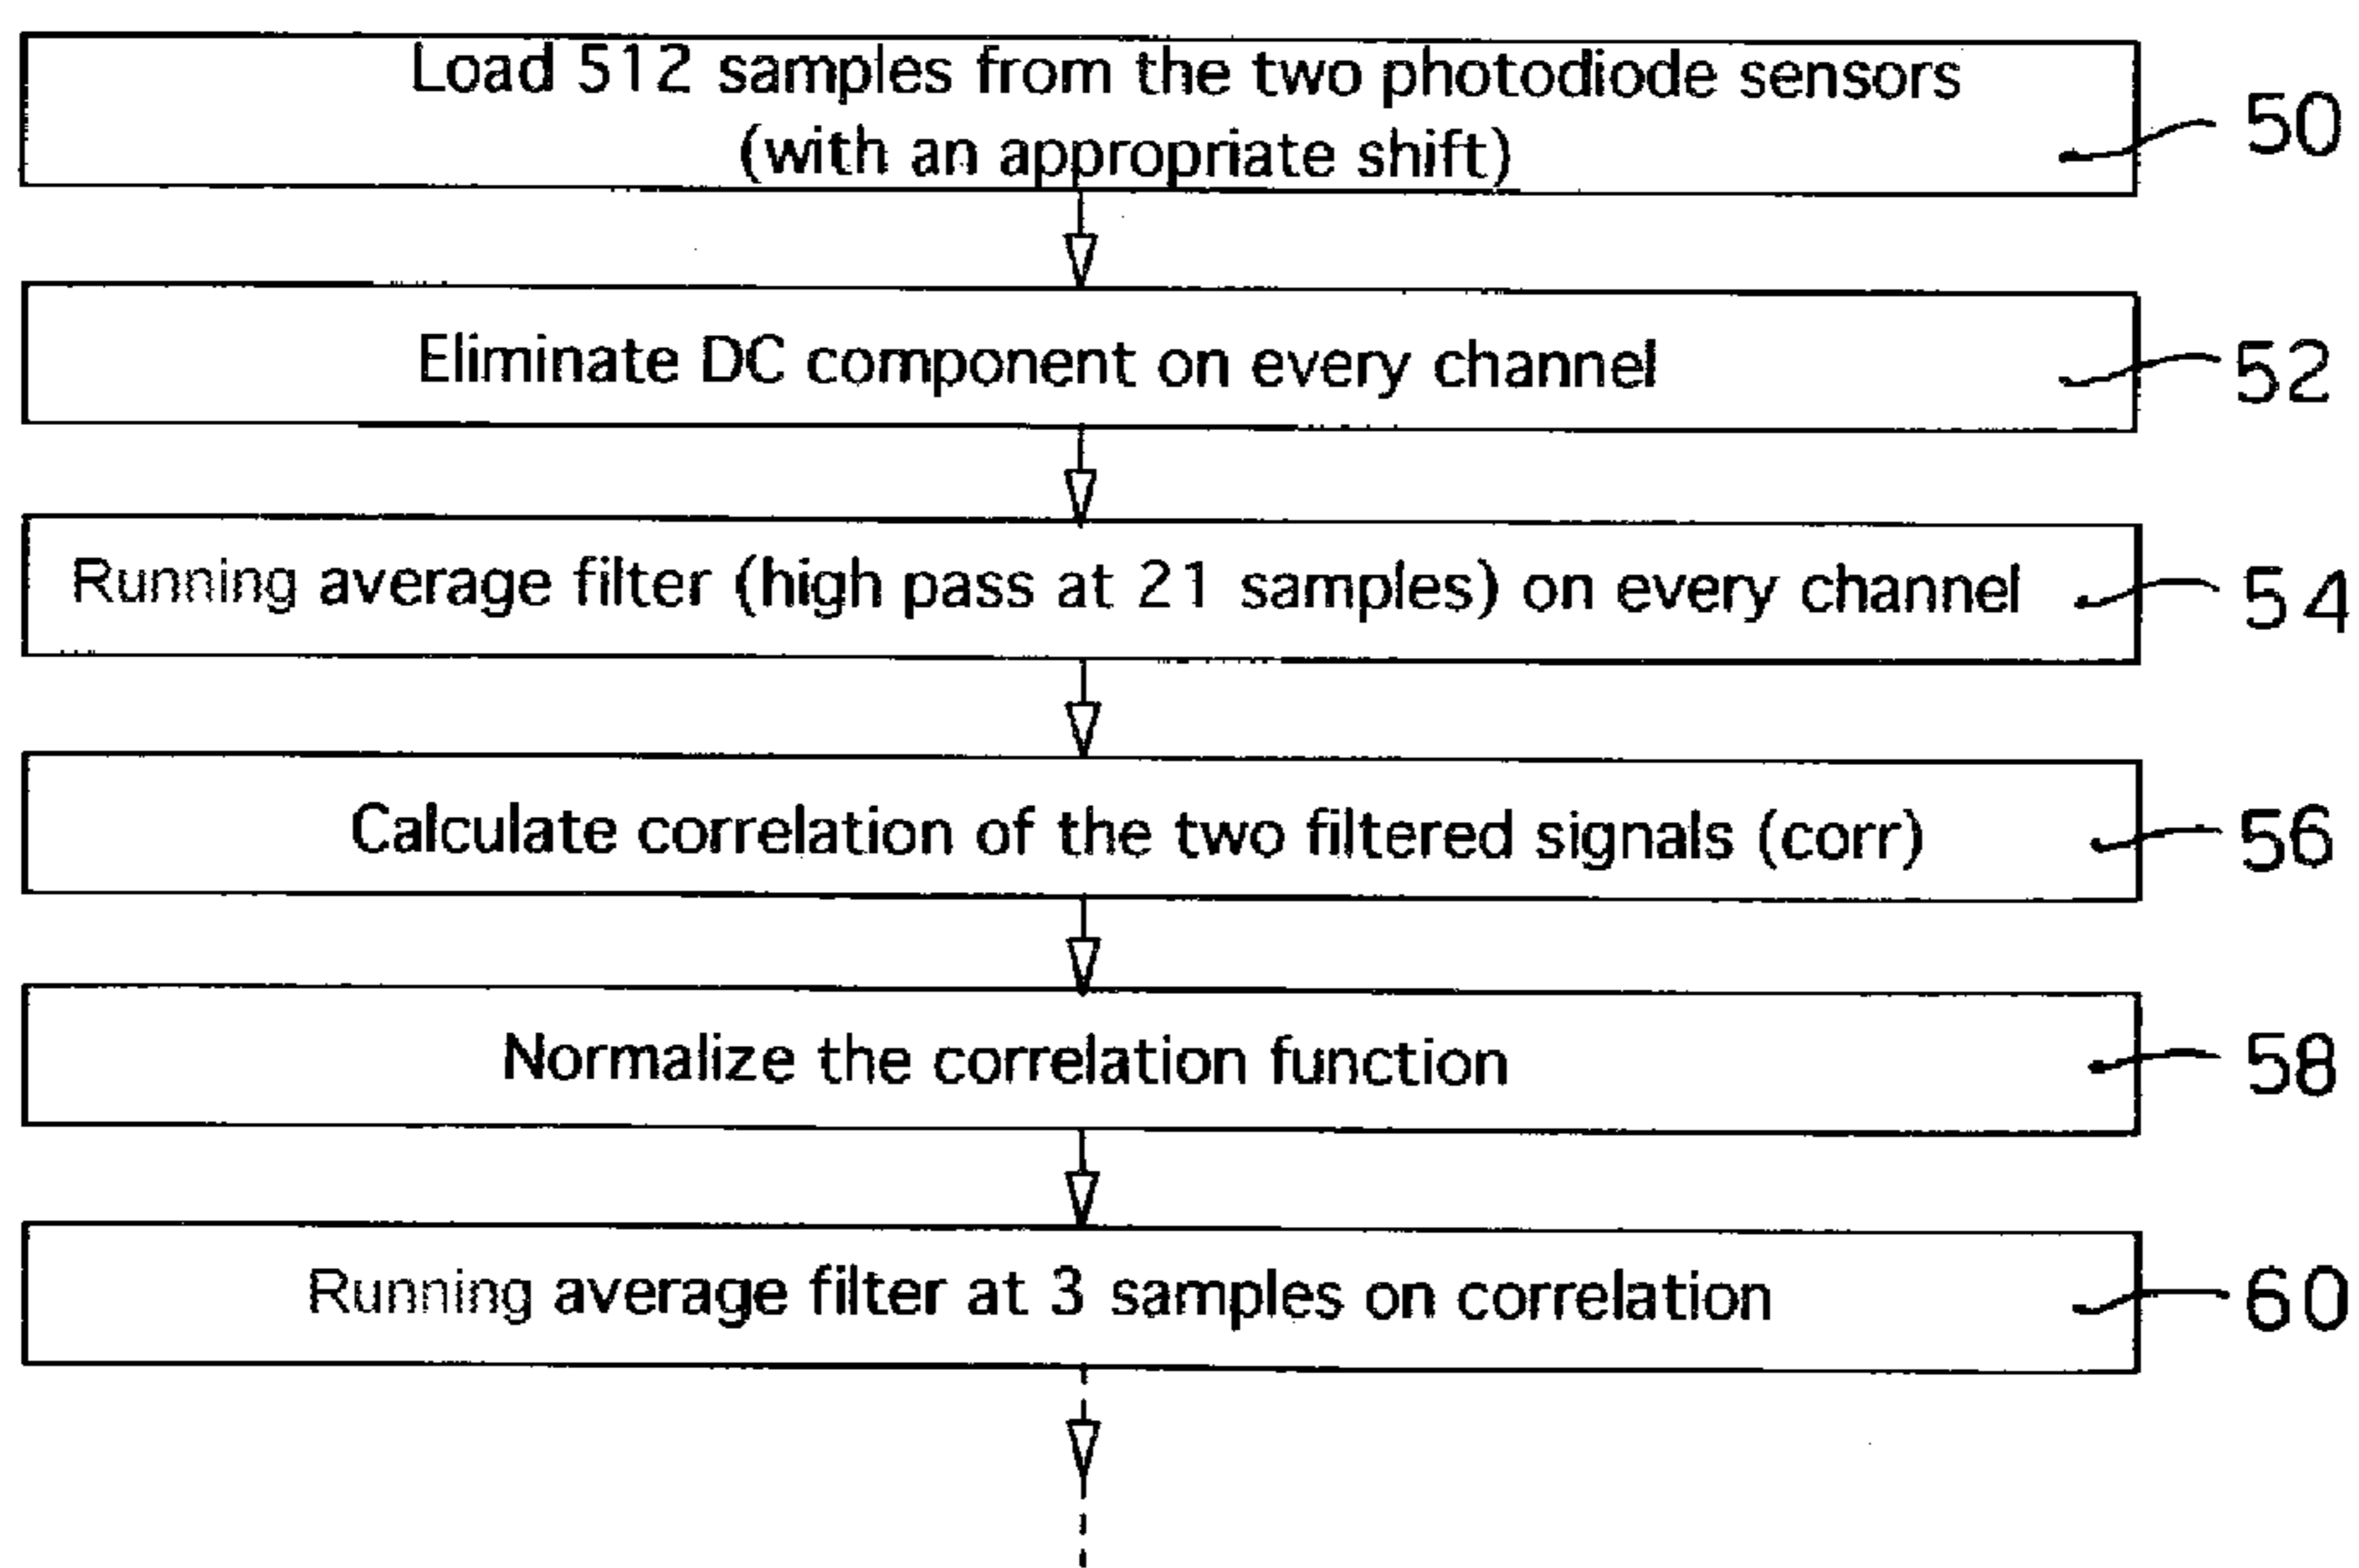 Load 512 samples from the two photodiode sensors
(with an appropriate shift)
50
Eliminate DC component on every channel
52
Running average filter (high pass at 21 samples) on every channel
54
Calculate correlation of the two filtered signals (corr)
56
Normalize the correlation function
58
Running average filter at 3 samples on correlation
60